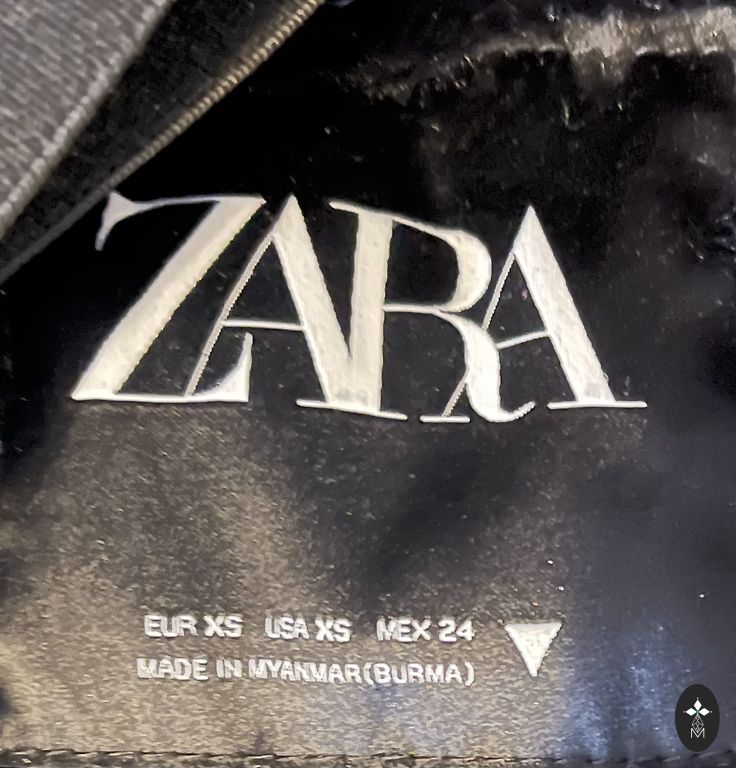 ZARA
EUR XS USA XS MEX 24
MADE IN MYANMAR(BURMA)
M